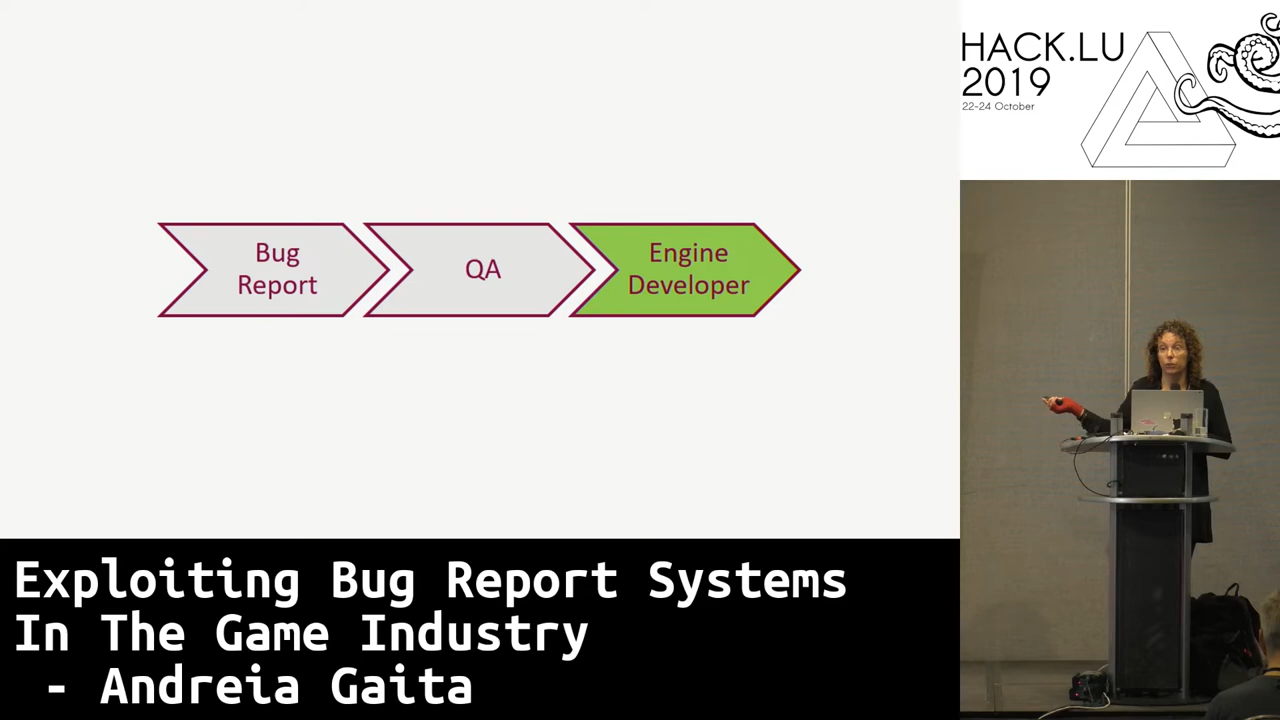 HACK.LU
2019
22-24 October
Bug
Report
QA
Engine
Developer
Exploiting Bug Report Systems
In The Game Industry
- Andreia Gaita